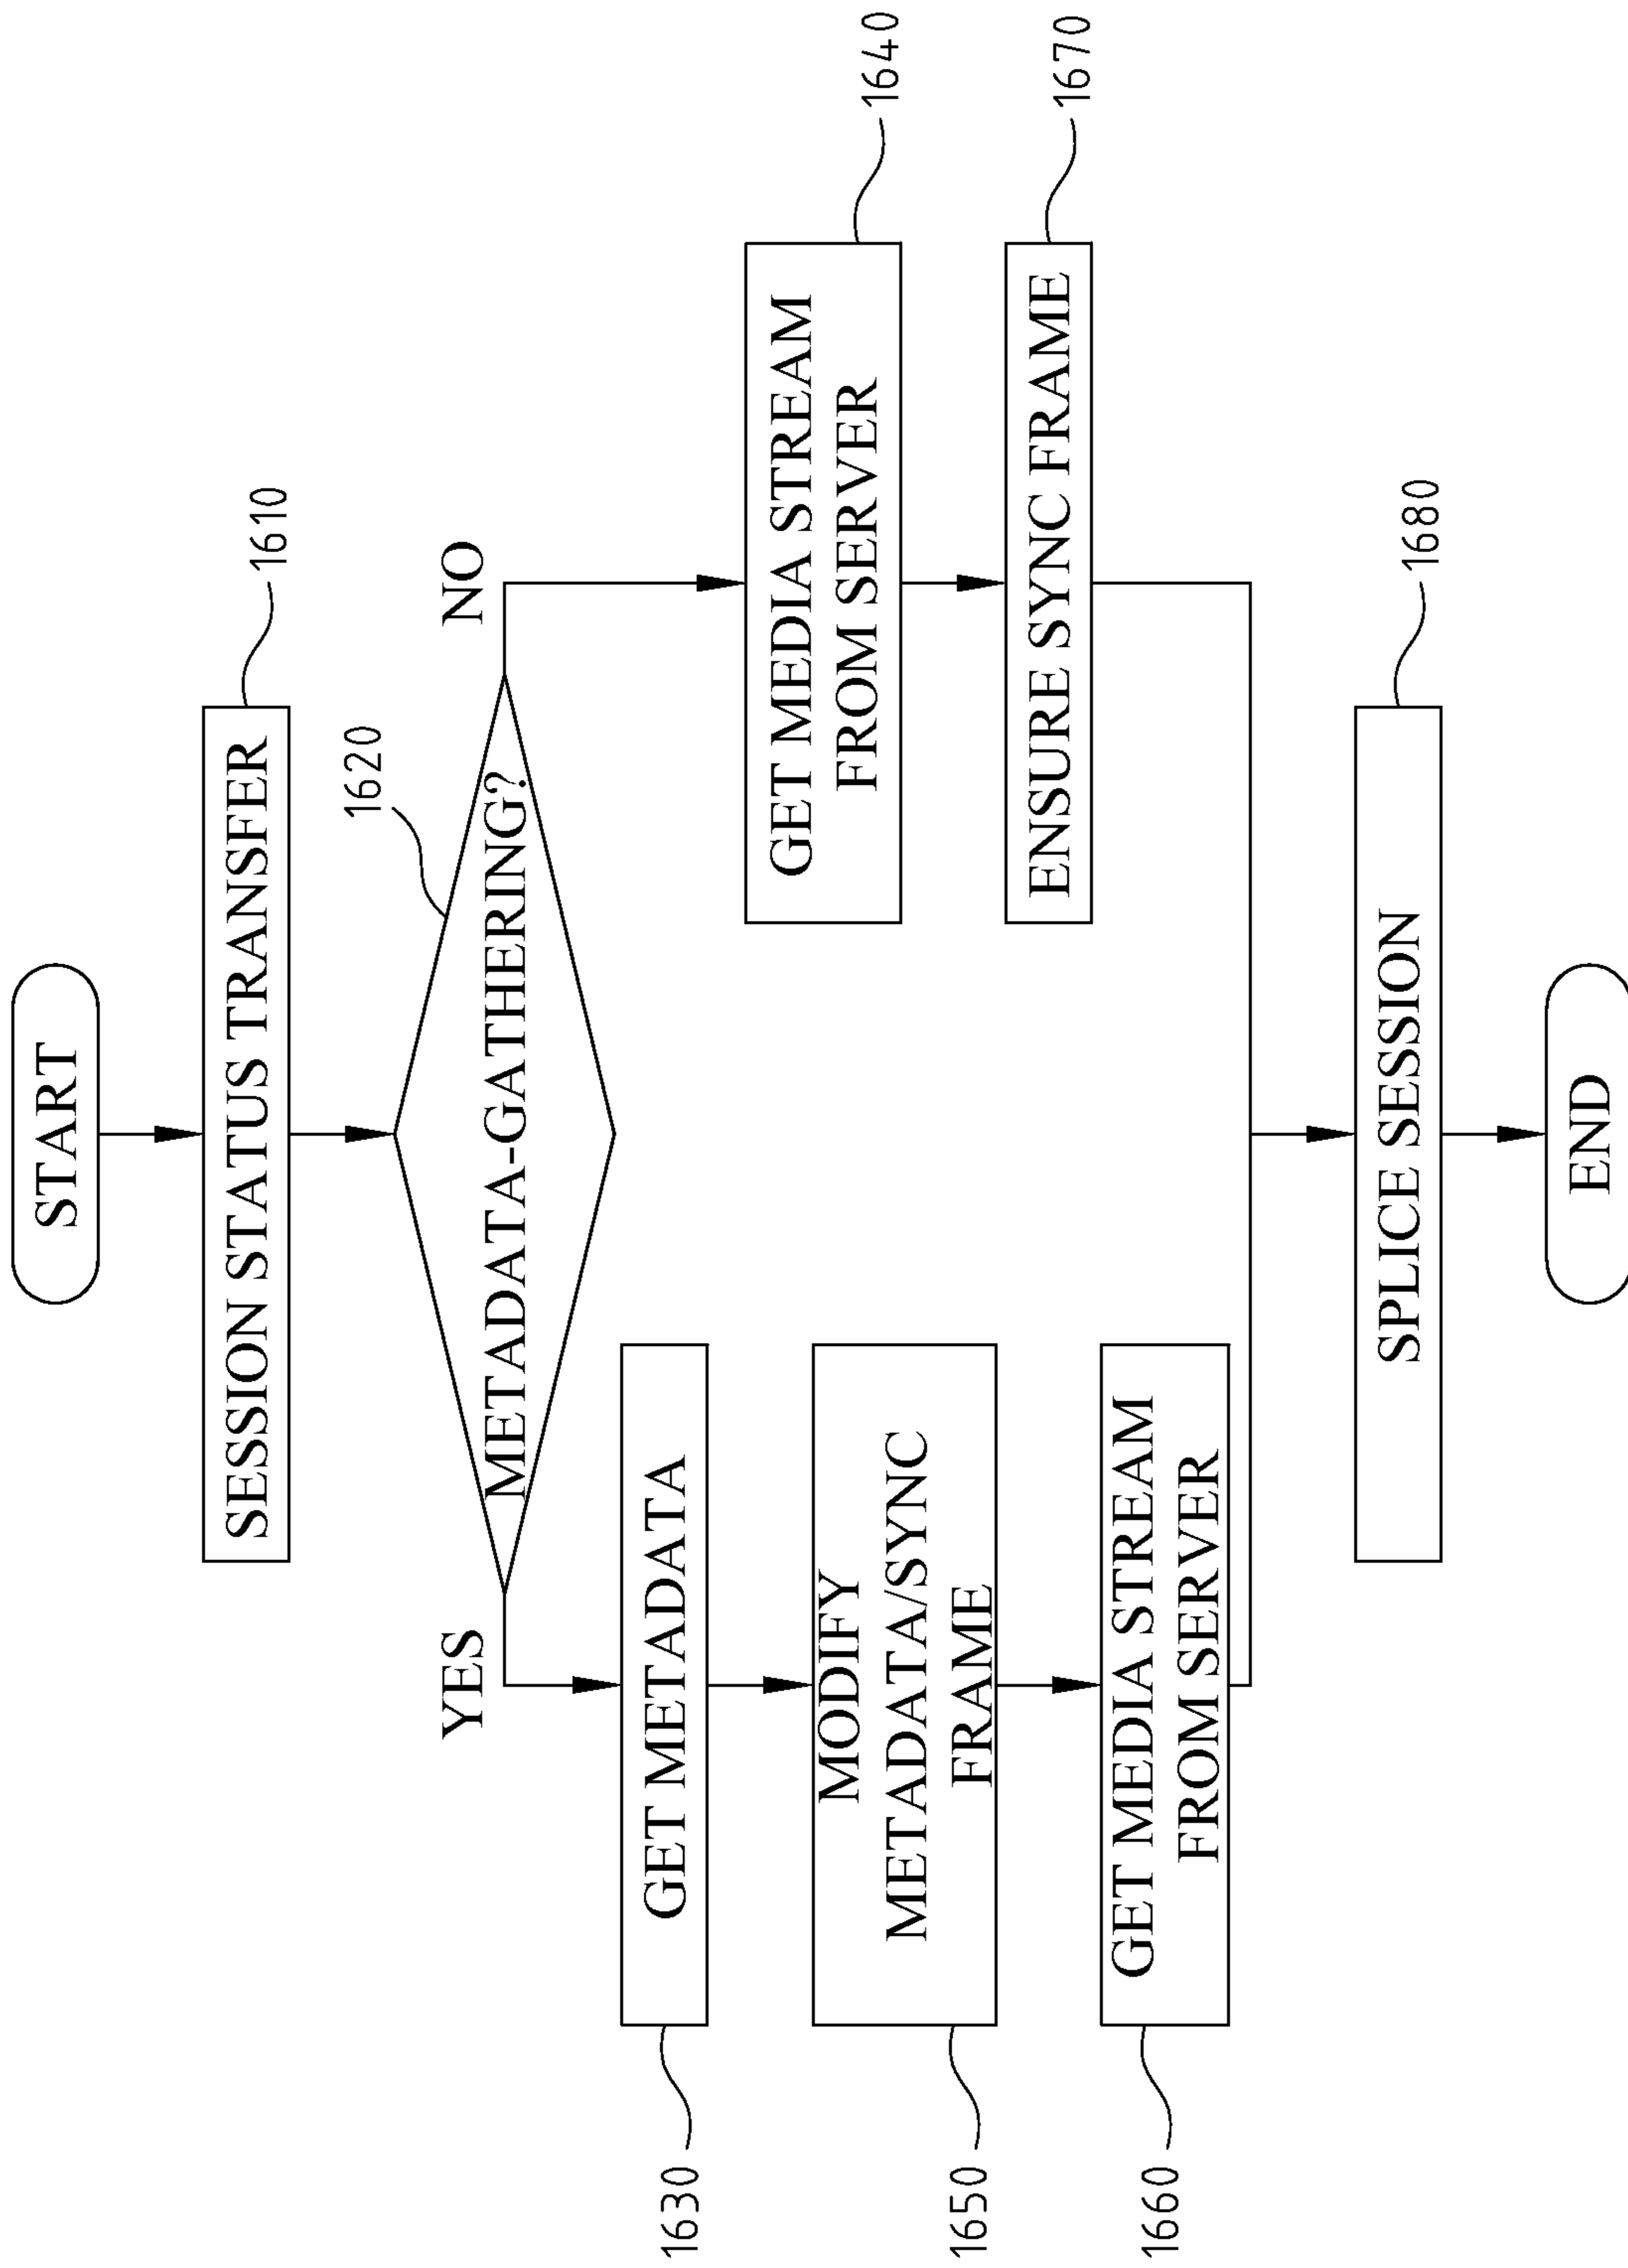 START
SESSION STATUS TRANSFER
1610
METADATA-GATHERING?
1620
YES
NO
GET METADATA
1630
MODIFY
METADATA/SYNC
FRAME
1650
GET MEDIA STREAM
FROM SERVER
1660
GET MEDIA STREAM
FROM SERVER
1640
ENSURE SYNC FRAME
1670
SPLICE SESSION
1680
END